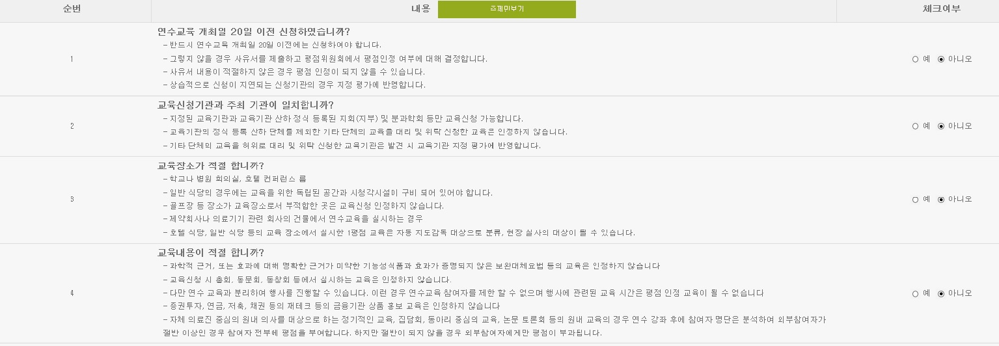 순번 내용 주제만보기 체크여부
연수교육 개최일 20일 이전 신청하였습니까?
- 반드시 연수교육 개최일 20일 이전에는 신청하여야 합니다.
1 - 그렇지 않을 경우 사유서를 제출하고 평점위원회에서 평점인정 여부에 대해 결정합니다. 예 아니오
- 사유서 내용이 적절하지 않은 경우 평점 인정이 되지 않을 수 있습니다.
- 상습적으로 신청이 지연되는 신청기관의 경우 지정 평가에 반영합니다.
교육신청기관과 주최 기관이 일치합니까?
- 지정된 교육기관과 교육기관 산하 정식 등록된 지회(지부) 및 분과학회 등만 교육신청 가능합니다.
2 - 교육기관의 정식 등록 산하 단체를 제외한 기타 단체의 교육을 대리 및 위탁 신청한 교육은 인정하지 않습니다. 예 아니오
- 기타 단체의 교육을 허위로 대리 및 위탁 신청한 교육기관은 발견 시 교육기관 지정 평가에 반영합니다.
교육장소가 적절 합니까?
- 학교나 병원 회의실, 호텔 컨퍼런스 룸
- 일반 식당의 경우에는 교육을 위한 독립된 공간과 시청각시설이 구비 되어 있어야 합니다.
3 - 골프장 등 장소가 교육장소로서 부적합한 곳은 교육신청 인정하지 않습니다. 예 아니오
- 제약회사나 의료기기 관련 회사의 건물에서 연수교육을 실시하는 경우
- 호텔 식당, 일반 식당 등의 교육 장소에서 실시한 1평점 교육은 자동 지도감독 대상으로 분류, 현장 실사의 대상이 될 수 있습니다.
교육내용이 적절 합니까?
- 과학적 근거, 또는 효과에 대해 명확한 근거가 미약한 기능성식품과 효과가 증명되지 않은 보완대체요법 등의 교육은 인정하지 않습니다
- 교육신청 시 총회, 동문회, 동창회 등에서 실시하는 교육은 인정하지 않습니다.
4 - 다만 연수 교육과 분리하여 행사를 진행할 수 있습니다. 이런 경우 연수교육 참여자를 제한 할 수 없으며 행사에 관련된 교육 시간은 평점 인정 교육이 될 수 없습니다 예 아니오
- 증권투자, 연금, 저축, 채권 등의 재테크 등의 금융기관 상품 홍보 교육은 인정하지 않습니다
- 자체 의료진 중심의 원내 의사를 대상으로 하는 정기적인 교육, 집담회, 동아리 중심의 교육, 논문 토론회 등의 원내 교육의 경우 연수 강좌 후에 참여자 명단은 분석하여 외부참여자가
절반 이상인 경우 참여자 전부에 평점을 부여합니다. 하지만 절반이 되지 않을 경우 외부참여자에게만 평점이 부과됩니다.